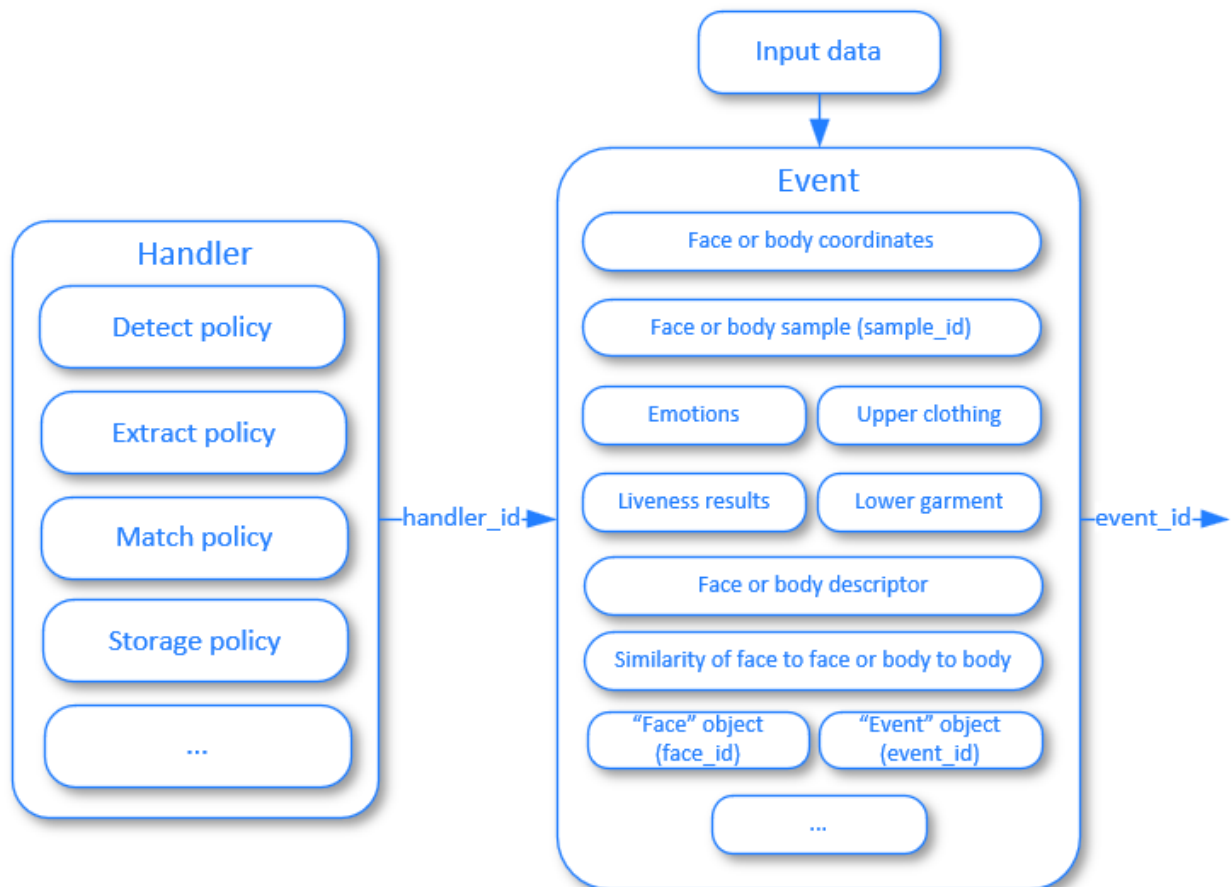 Input data
Handler
Detect policy
Extract policy
Match policy
Storage policy
...
handler_id
Event
Face or body coordinates
Face or body sample (sample_id)
Emotions
Upper clothing
Liveness results
Lower garment
Face or body descriptor
Similarity of face to face or body to body
“Face” object
(face_id)
“Event” object
(event_id)
...
event_id